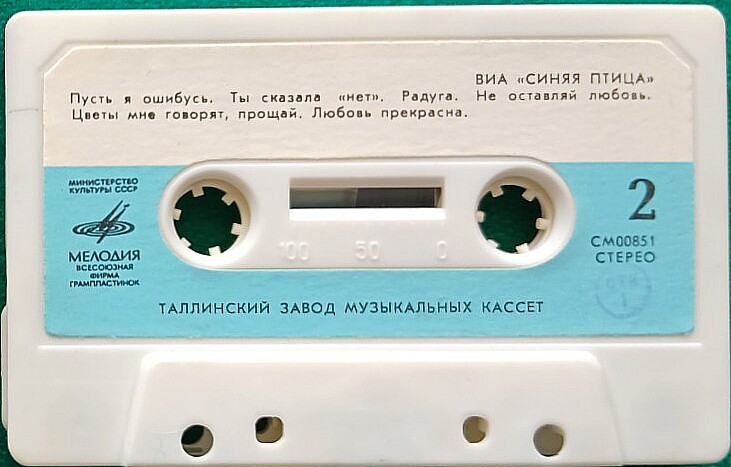 ВИА «СИНЯЯ ПТИЦА»
Пусть я ошибусь. Ты сказала «нет». Радуга. Не оставляй любовь.
Цветы мне говорят, прощай. Любовь прекрасна.
МИНИСТЕРСТВО
КУЛЬТУРЫ СССР
МЕЛОДИЯ
ВСЕСОЮЗНАЯ
ФИРМА
ГРАМПЛАСТИНОК
100 50 0
2
СМ00851
СТЕРЕО
ТАЛЛИНСКИЙ ЗАВОД МУЗЫКАЛЬНЫХ КАССЕТ